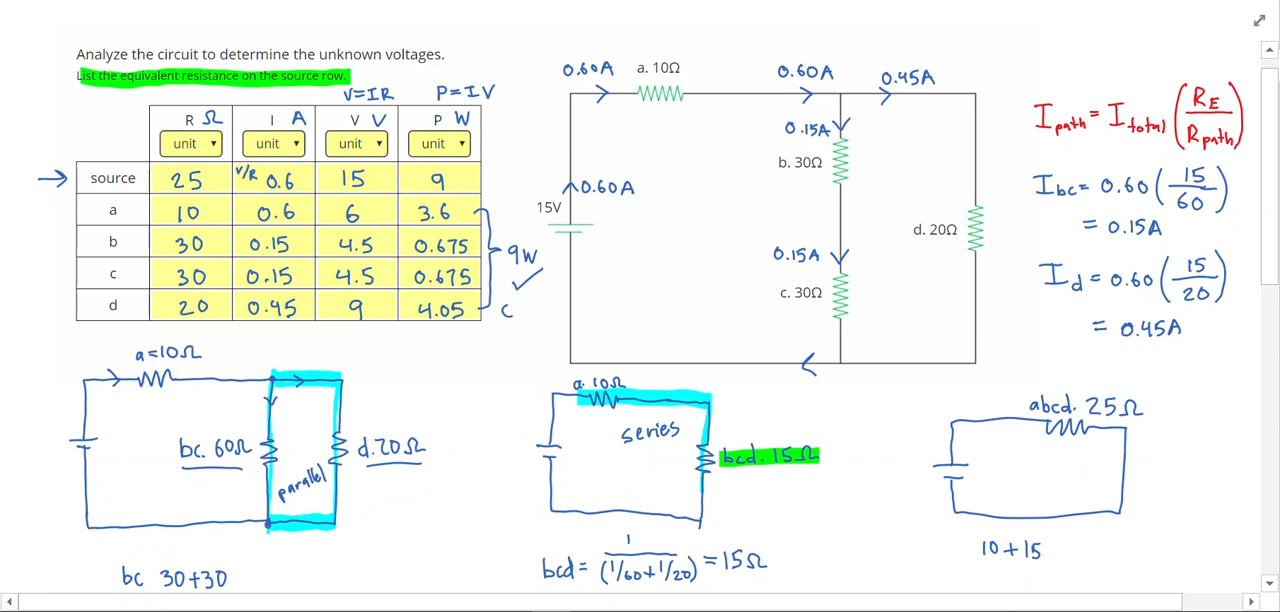 Analyze the circuit to determine the unknown voltages.
List the equivalent resistance on the source row.
V=IR P=IV
R Ω I A V V P W
unit unit unit unit
source 25 V/R 0.6 15 9
a 10 0.6 6 3.6
b 30 0.15 4.5 0.675
c 30 0.15 4.5 0.675
d 20 0.45 9 4.05
9W
C
0.60A a. 10Ω 0.60A 0.45A
0.15A
b. 30Ω
0.60A
15V
d. 20Ω
0.15A
c. 30Ω
I path = I total (RE / Rpath)
Ibc = 0.60 (15/60)
= 0.15A
Id = 0.60 (15/20)
= 0.45A
a=10Ω
bc. 60Ω d. 20Ω
parallel
bc 30+30
a. 10Ω
series
bcd. 15Ω
bcd = 1/(1/60+1/20) = 15Ω
abcd. 25Ω
10+15